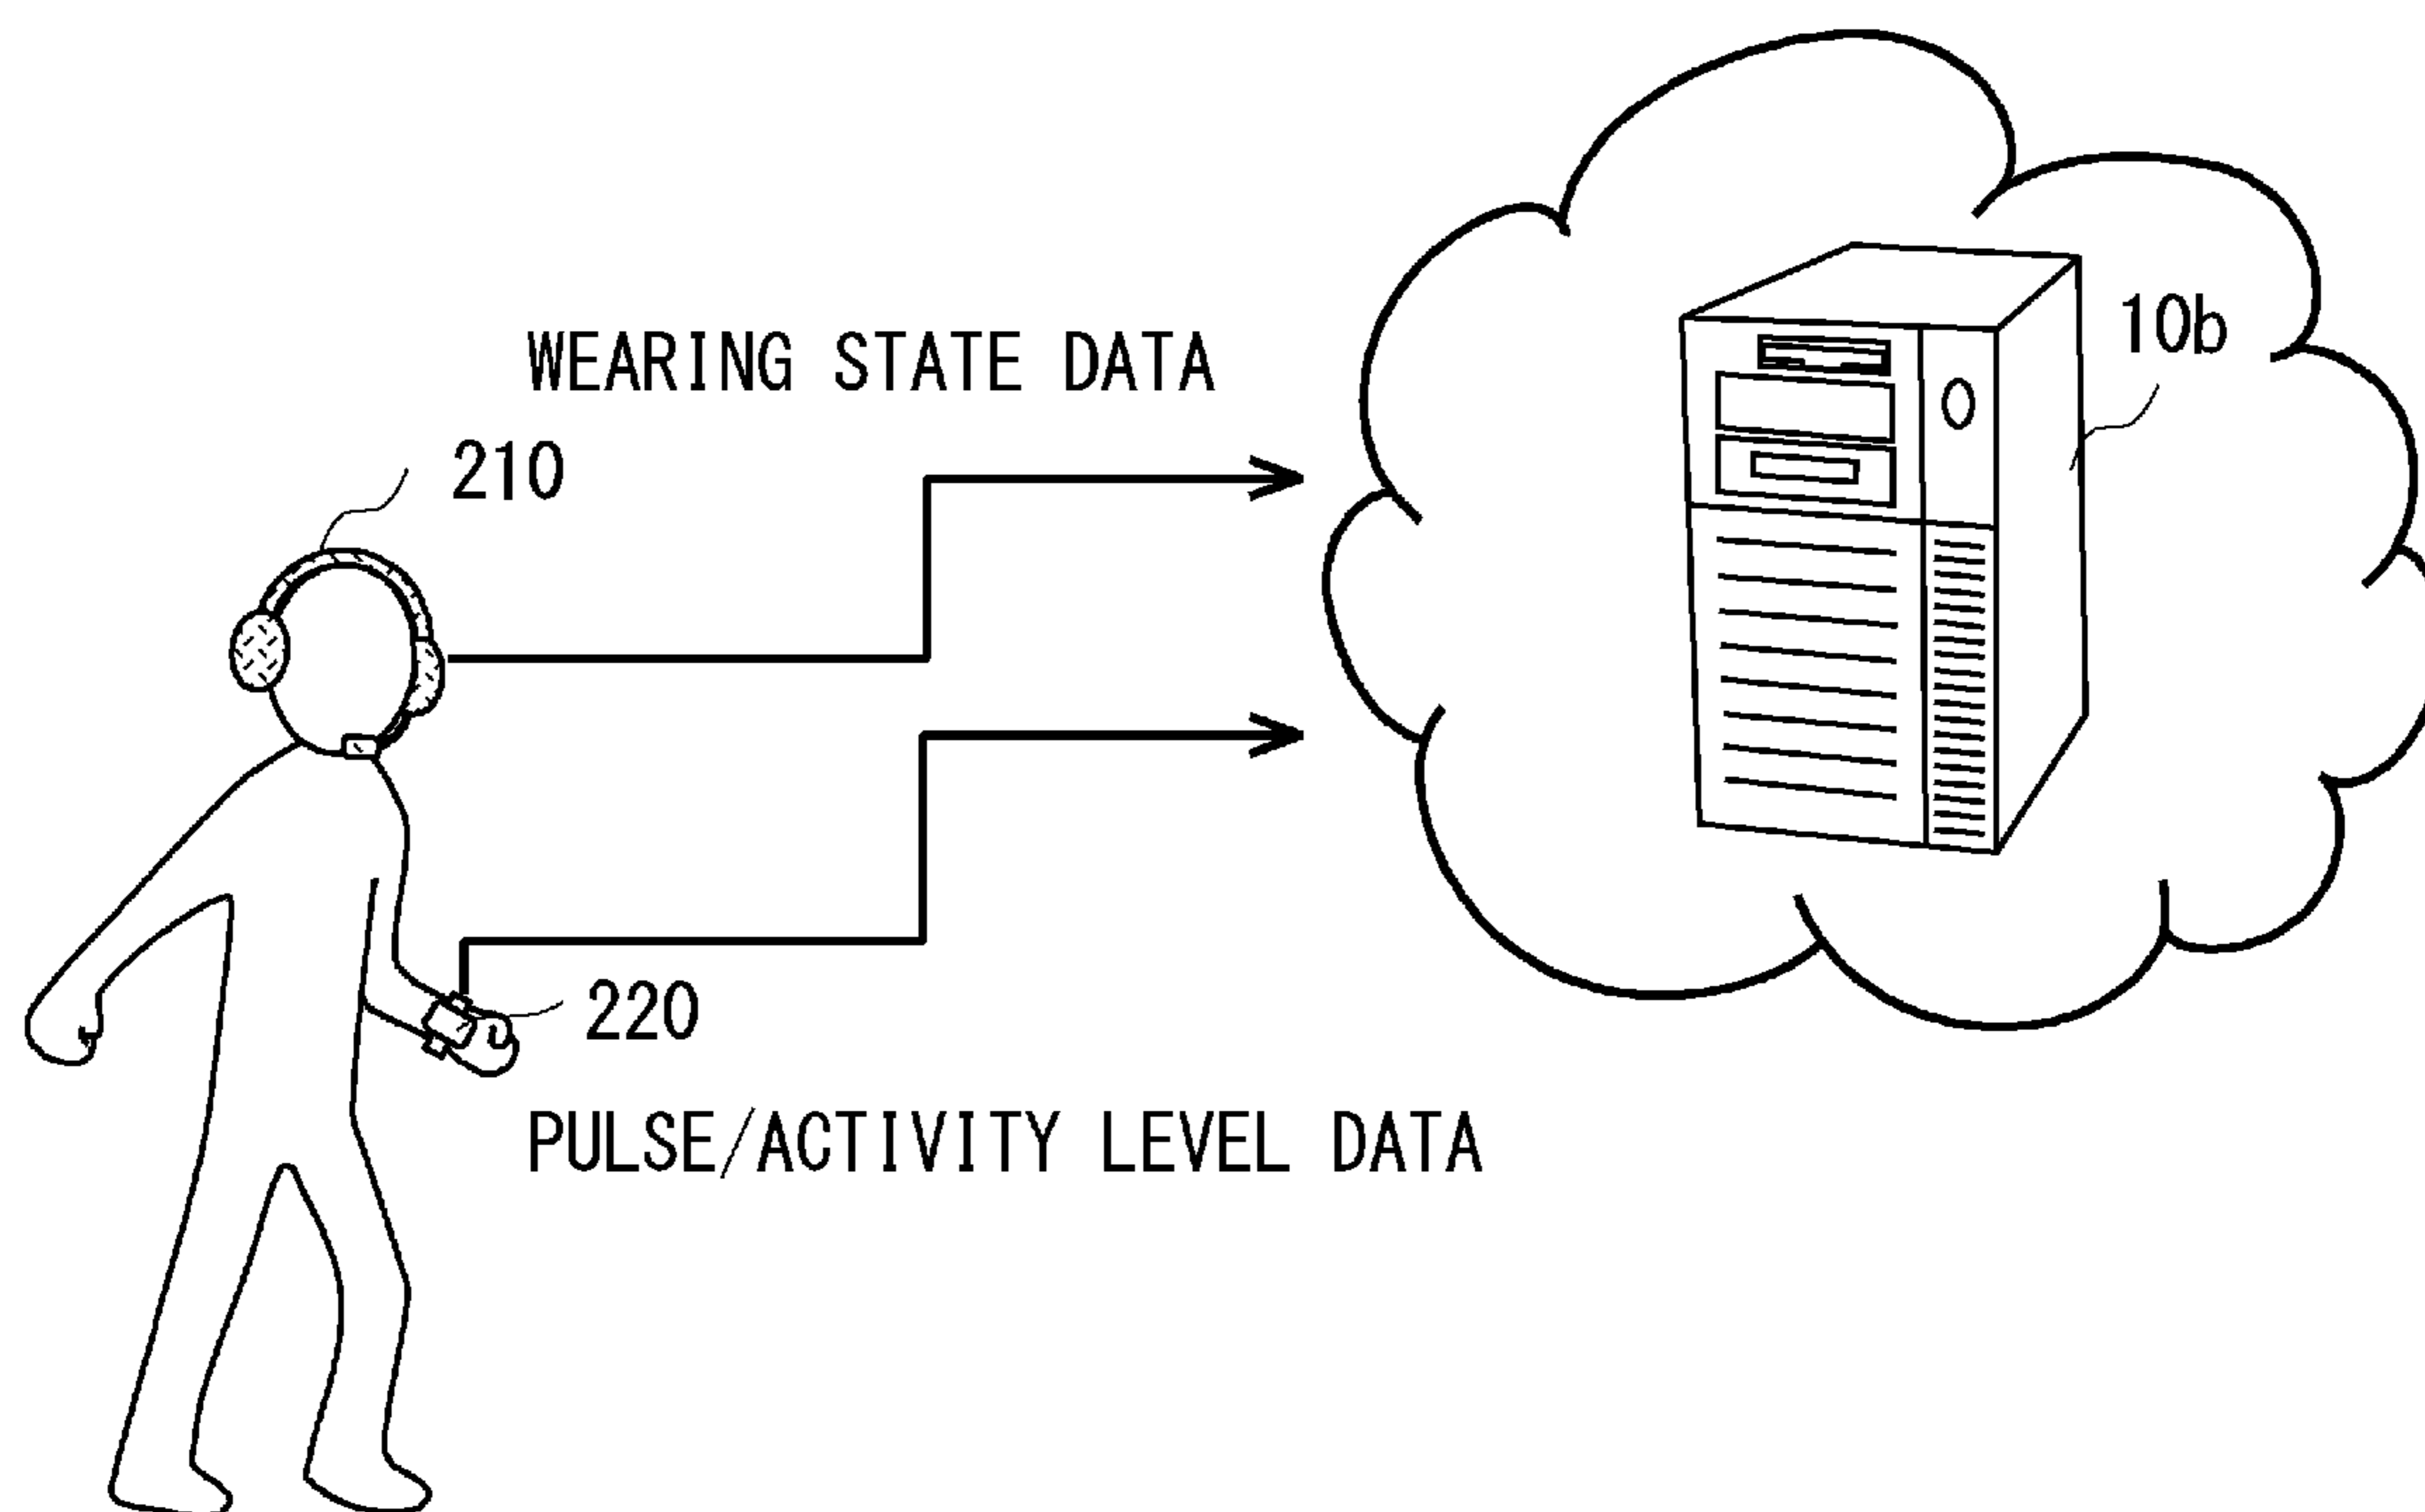 WEARING STATE DATA
10b
210
220
PULSE/ACTIVITY LEVEL DATA